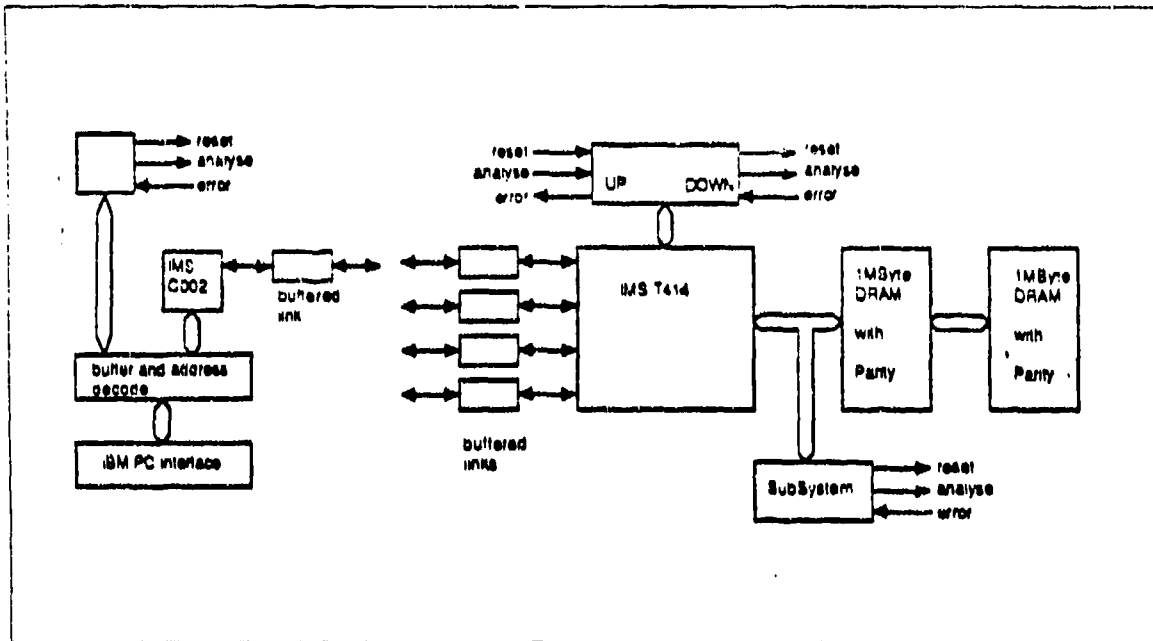 reset
analyse
error
reset
analyse
error
UP
DOWN
reset
analyse
error
IMS
C002
buffered
link
IMS T414
1MByte
DRAM
with
Parity
1MByte
DRAM
with
Parity
buffer and address
decode
IBM PC interface
buffered
links
SubSystem
reset
analyse
error